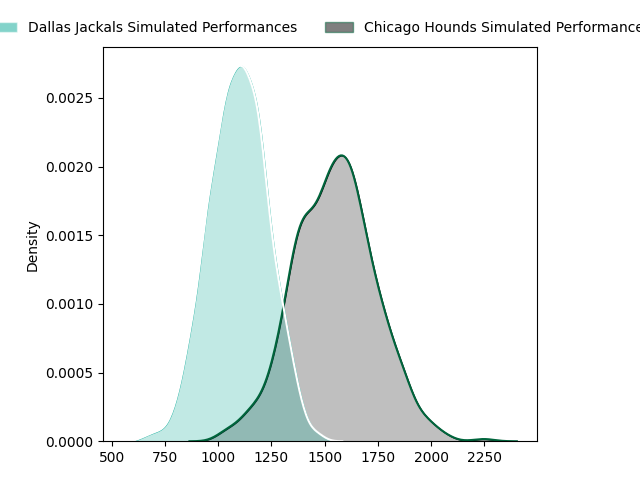 Dallas Jackals Simulated Performances
Chicago Hounds Simulated Performance
Density
0.0025
0.0020
0.0015
0.0010
0.0005
0.0000
500 750 1000 1250 1500 1750 2000 2250